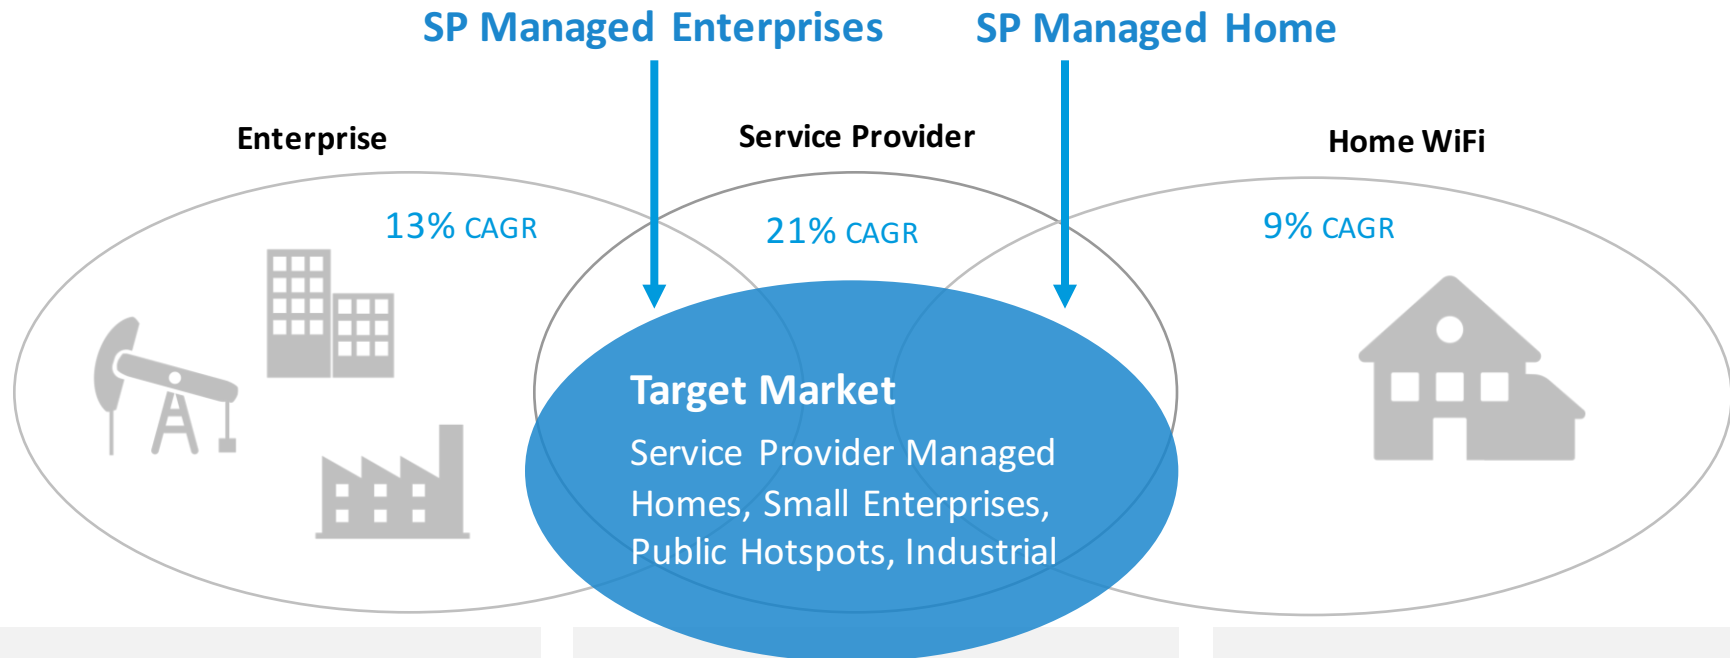 SP Managed Enterprises
SP Managed Home
Enterprise
Service Provider
Home WiFi
13% CAGR
21% CAGR
9% CAGR
Target Market
Service Provider Managed
Homes, Small Enterprises,
Public Hotspots, Industrial